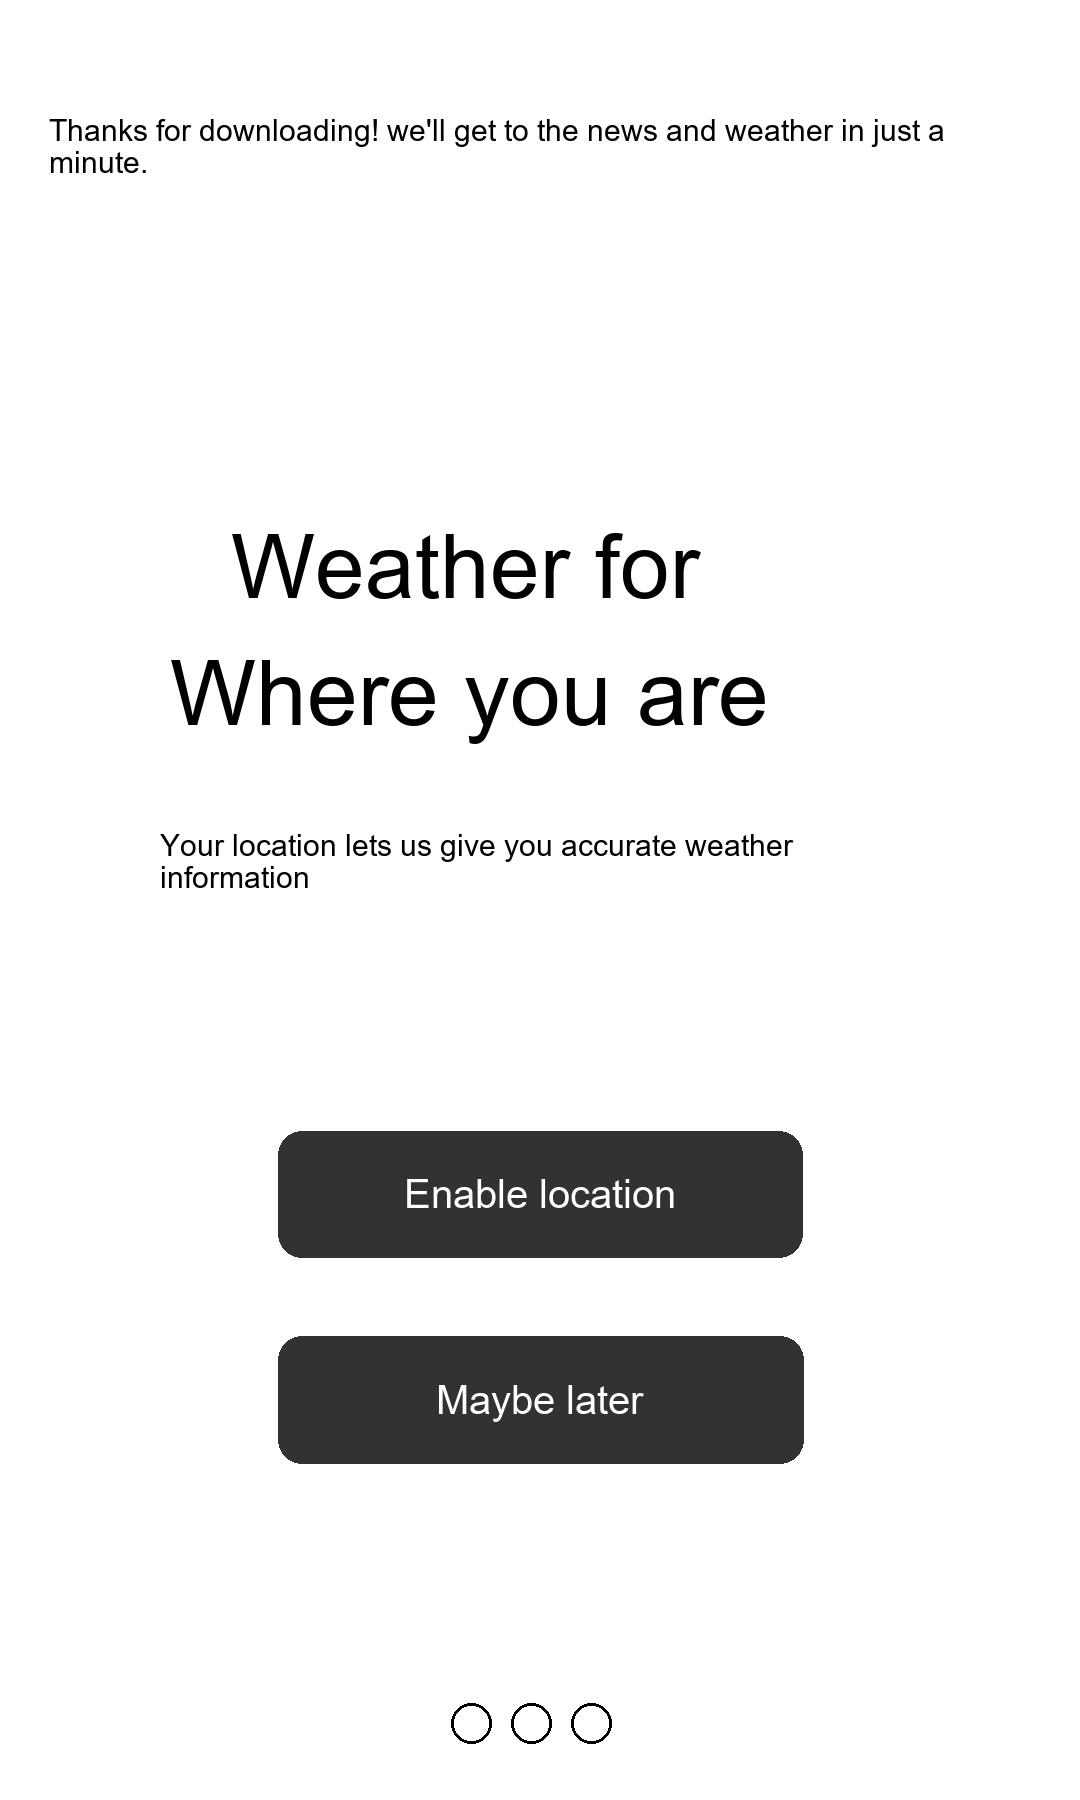 Thanks for downloading! we'll get to the news and weather in just a
minute.
Weather for
Where you are
Your location lets us give you accurate weather
information
Enable location
Maybe later